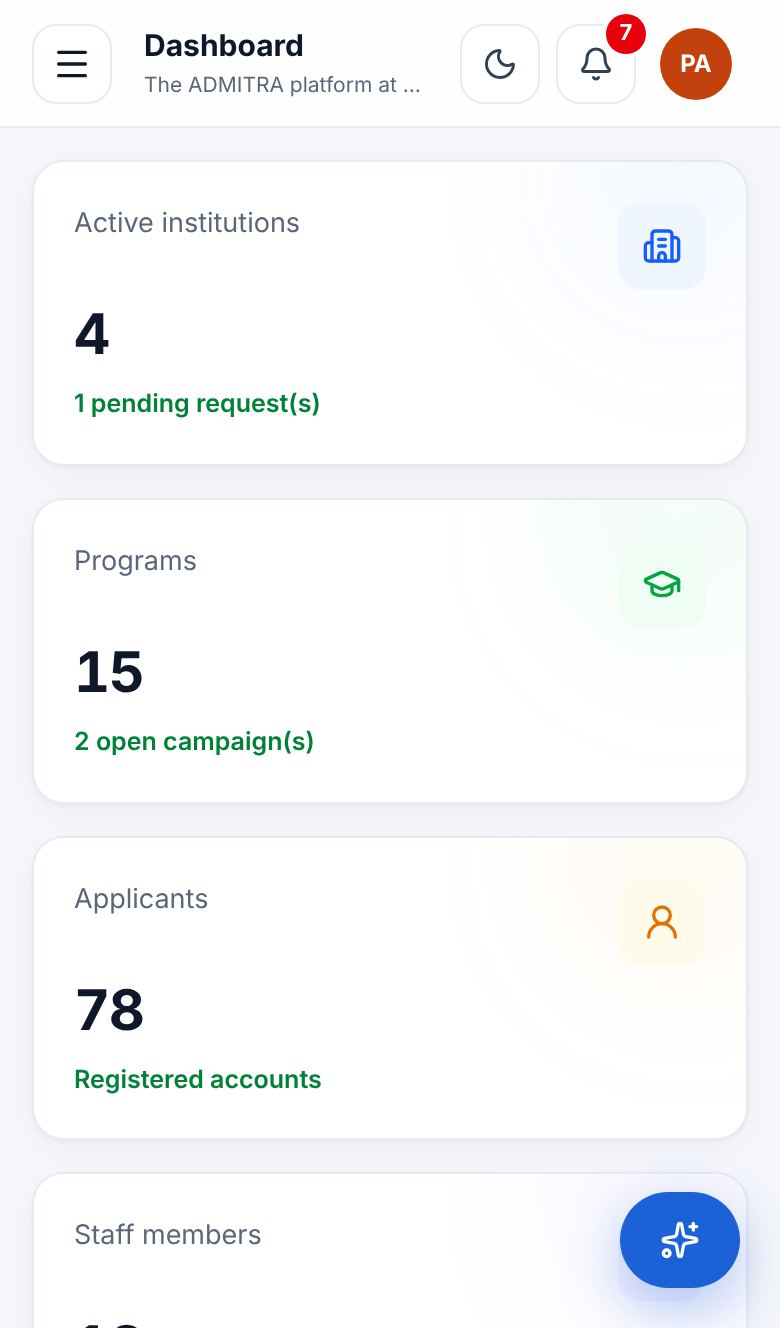 Dashboard
The ADMITRA platform at ...
7
PA
Active institutions
4
1 pending request(s)
Programs
15
2 open campaign(s)
Applicants
78
Registered accounts
Staff members